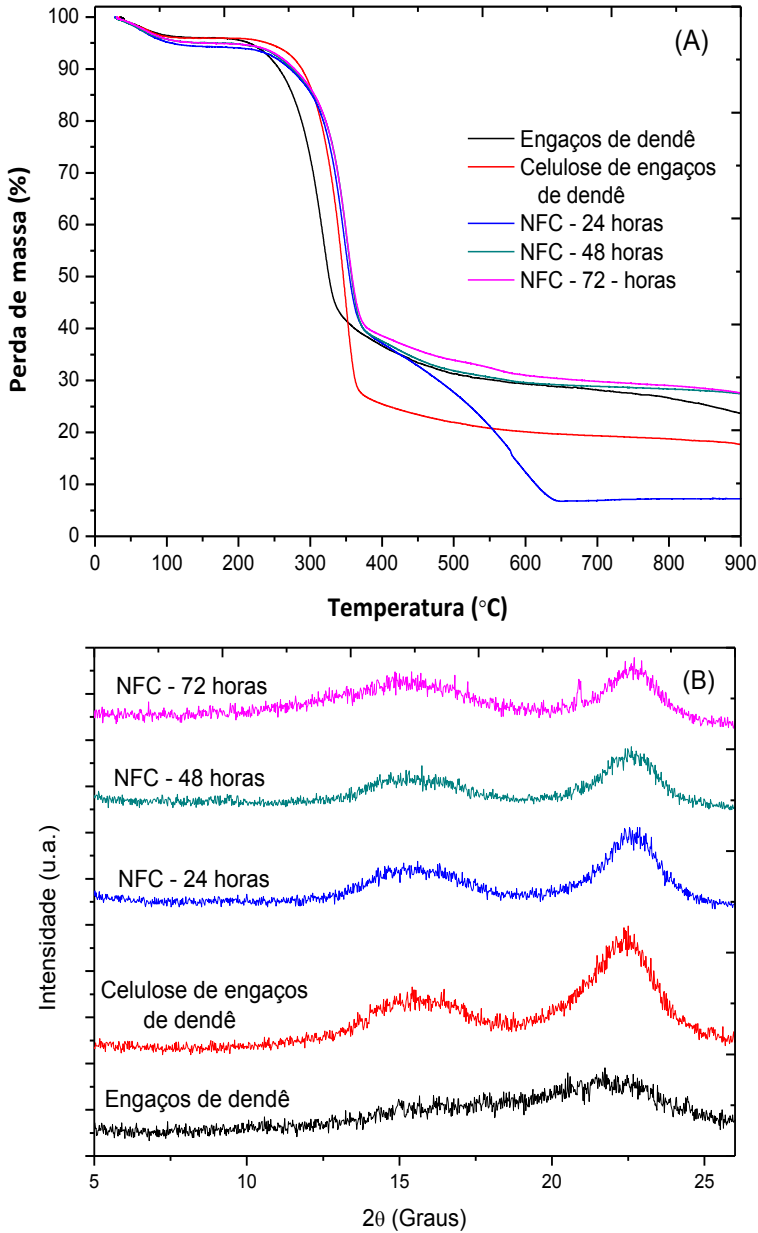 (A)
100
90
80
70
60
50
40
30
20
10
0
Perda de massa (%)
Engaços de dendê
Celulose de engaços
de dendê
NFC - 24 horas
NFC - 48 horas
NFC - 72 - horas
0 100 200 300 400 500 600 700 800 900
Temperatura (°C)
(B)
NFC - 72 horas
NFC - 48 horas
NFC - 24 horas
Celulose de engaços
de dendê
Engaços de dendê
Intensidade (u.a.)
5 10 15 20 25
2θ (Graus)